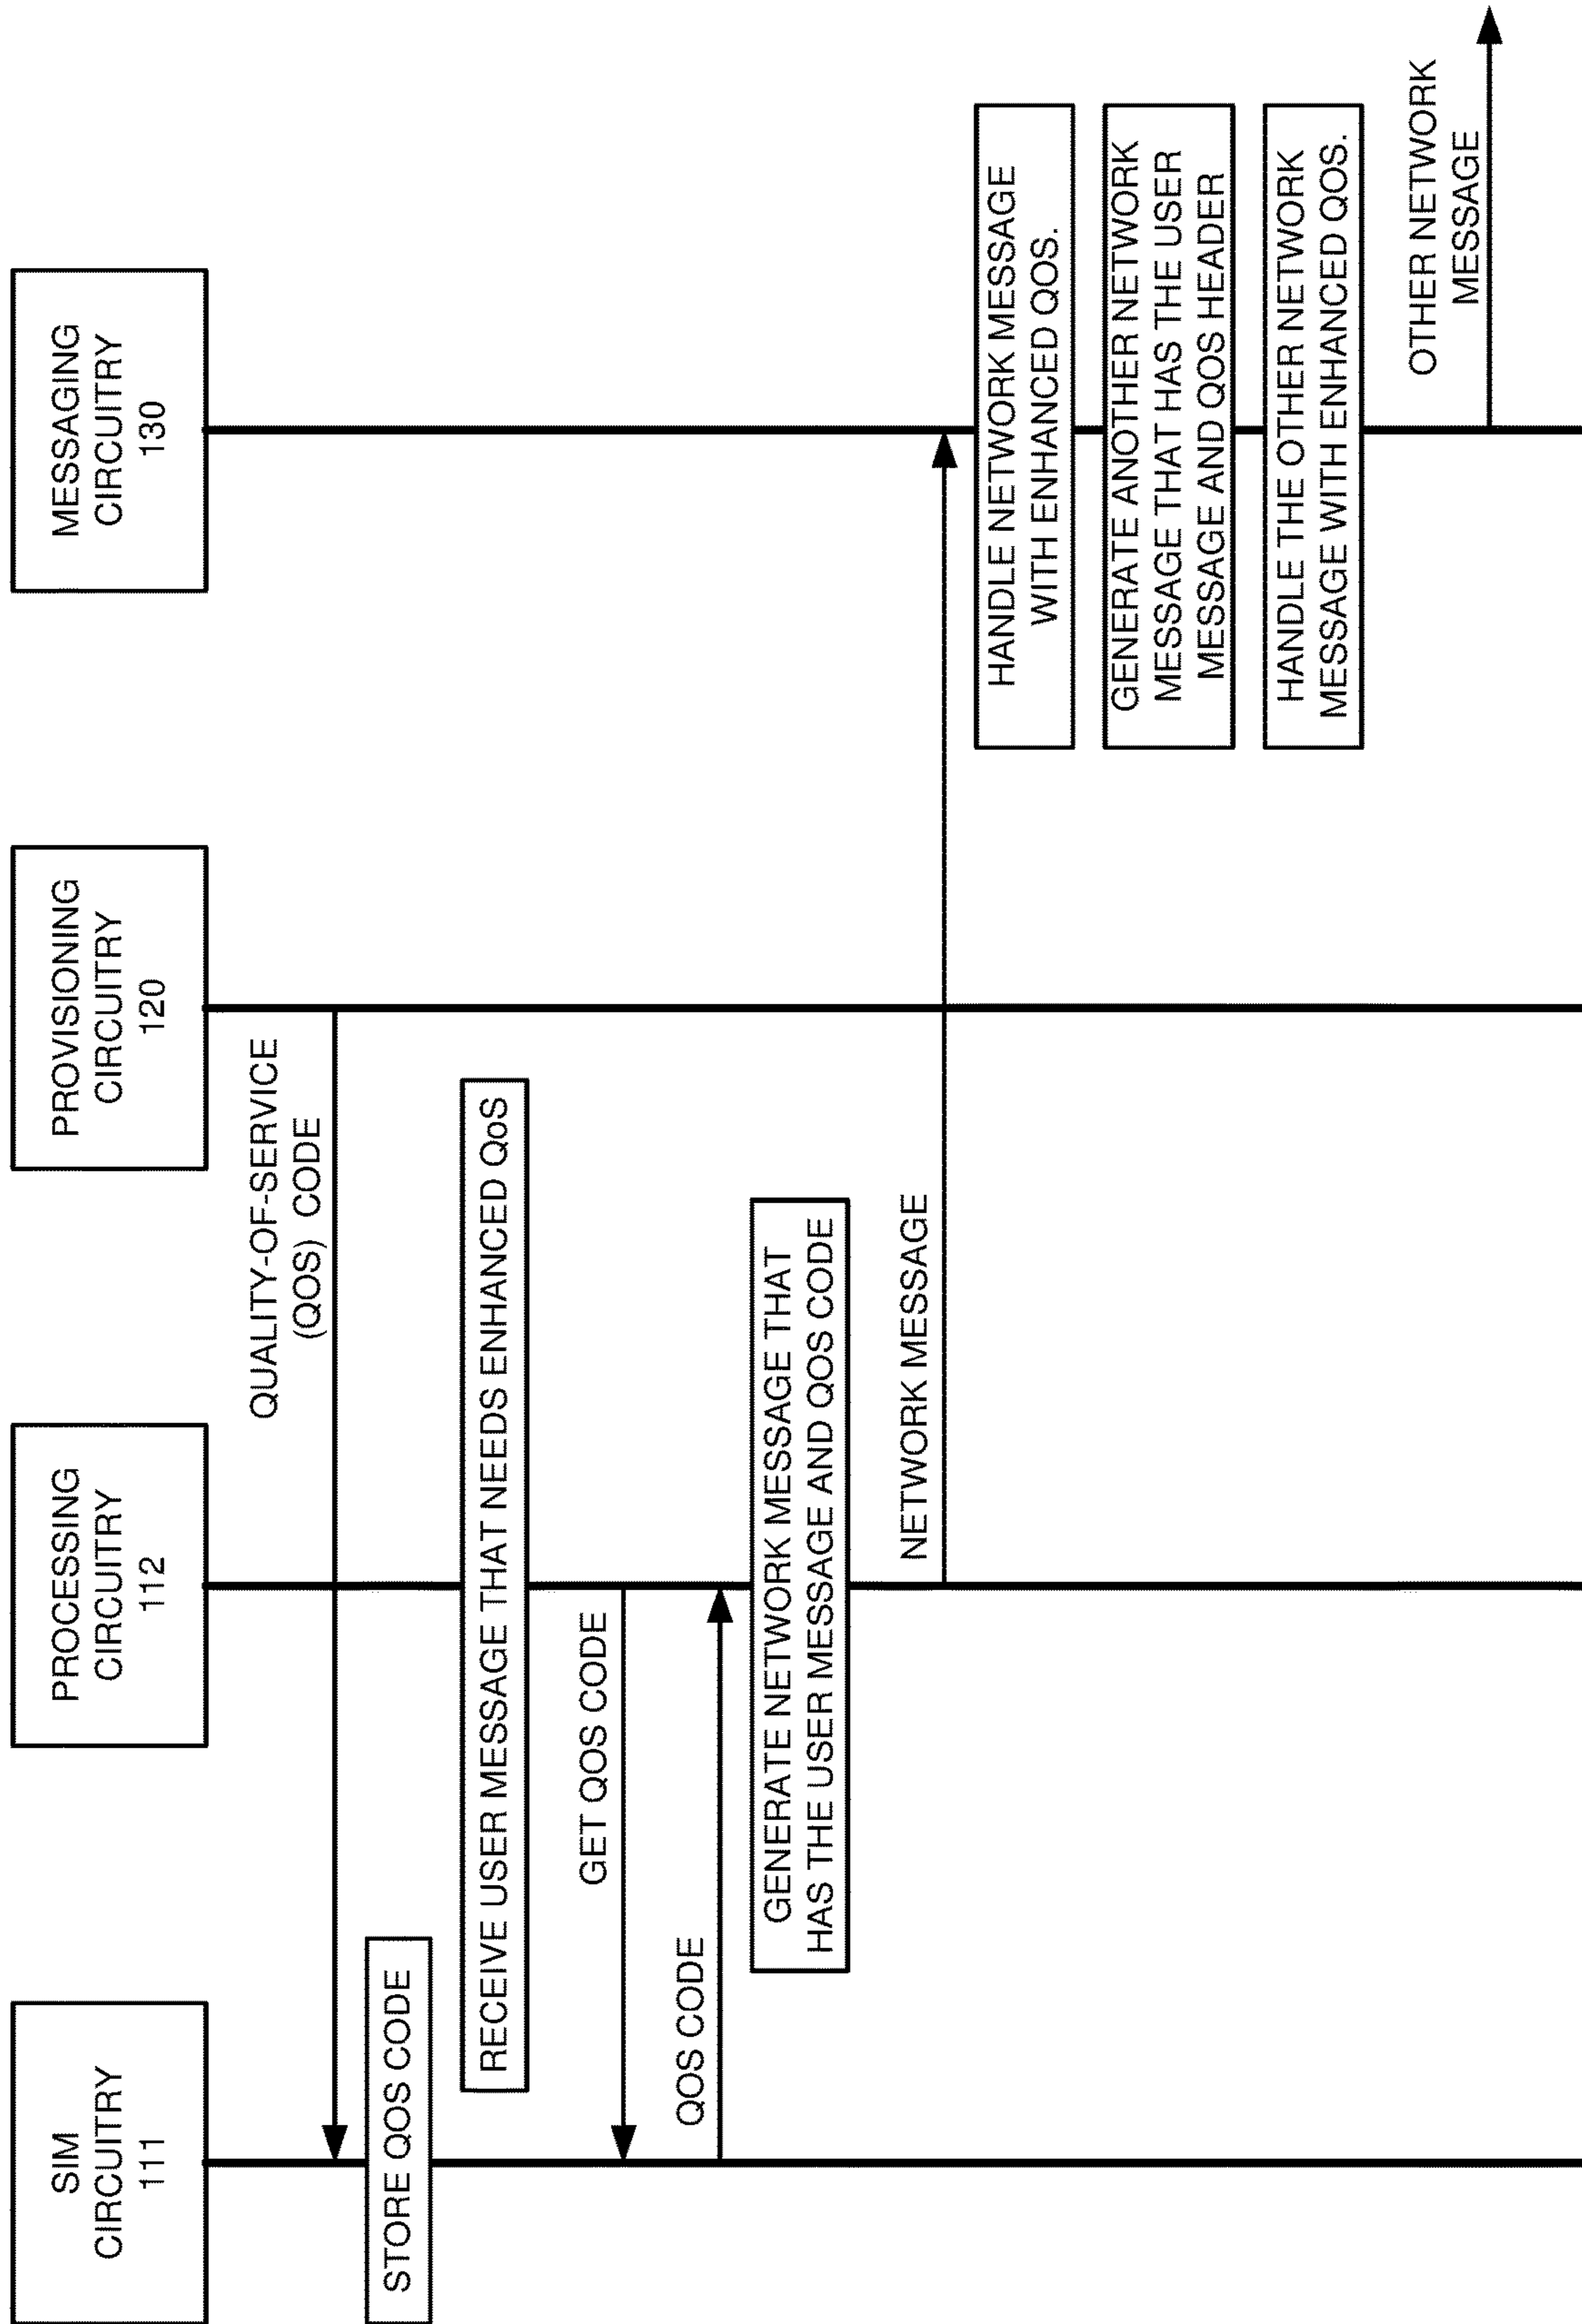 SIM
CIRCUITRY
111
PROCESSING
CIRCUITRY
112
PROVISIONING
CIRCUITRY
120
MESSAGING
CIRCUITRY
130
QUALITY-OF-SERVICE
(QOS) CODE
STORE QOS CODE
RECEIVE USER MESSAGE THAT NEEDS ENHANCED QoS
GET QOS CODE
QOS CODE
GENERATE NETWORK MESSAGE THAT
HAS THE USER MESSAGE AND QOS CODE
NETWORK MESSAGE
HANDLE NETWORK MESSAGE
WITH ENHANCED QOS.
GENERATE ANOTHER NETWORK
MESSAGE THAT HAS THE USER
MESSAGE AND QOS HEADER
HANDLE THE OTHER NETWORK
MESSAGE WITH ENHANCED QOS.
OTHER NETWORK
MESSAGE